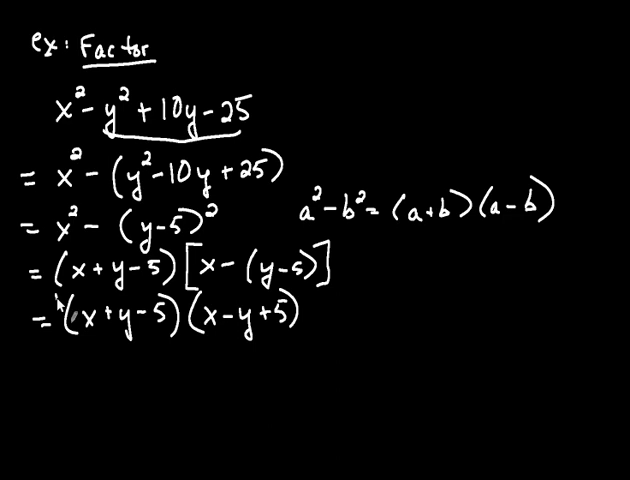 ex: Factor
x² - y² + 10y - 25
= x² - (y² - 10y + 25)
= x² - (y-5)²
a² - b² = (a+b)(a-b)
= (x + y - 5)[x - (y-5)]
= (x + y - 5)(x - y + 5)